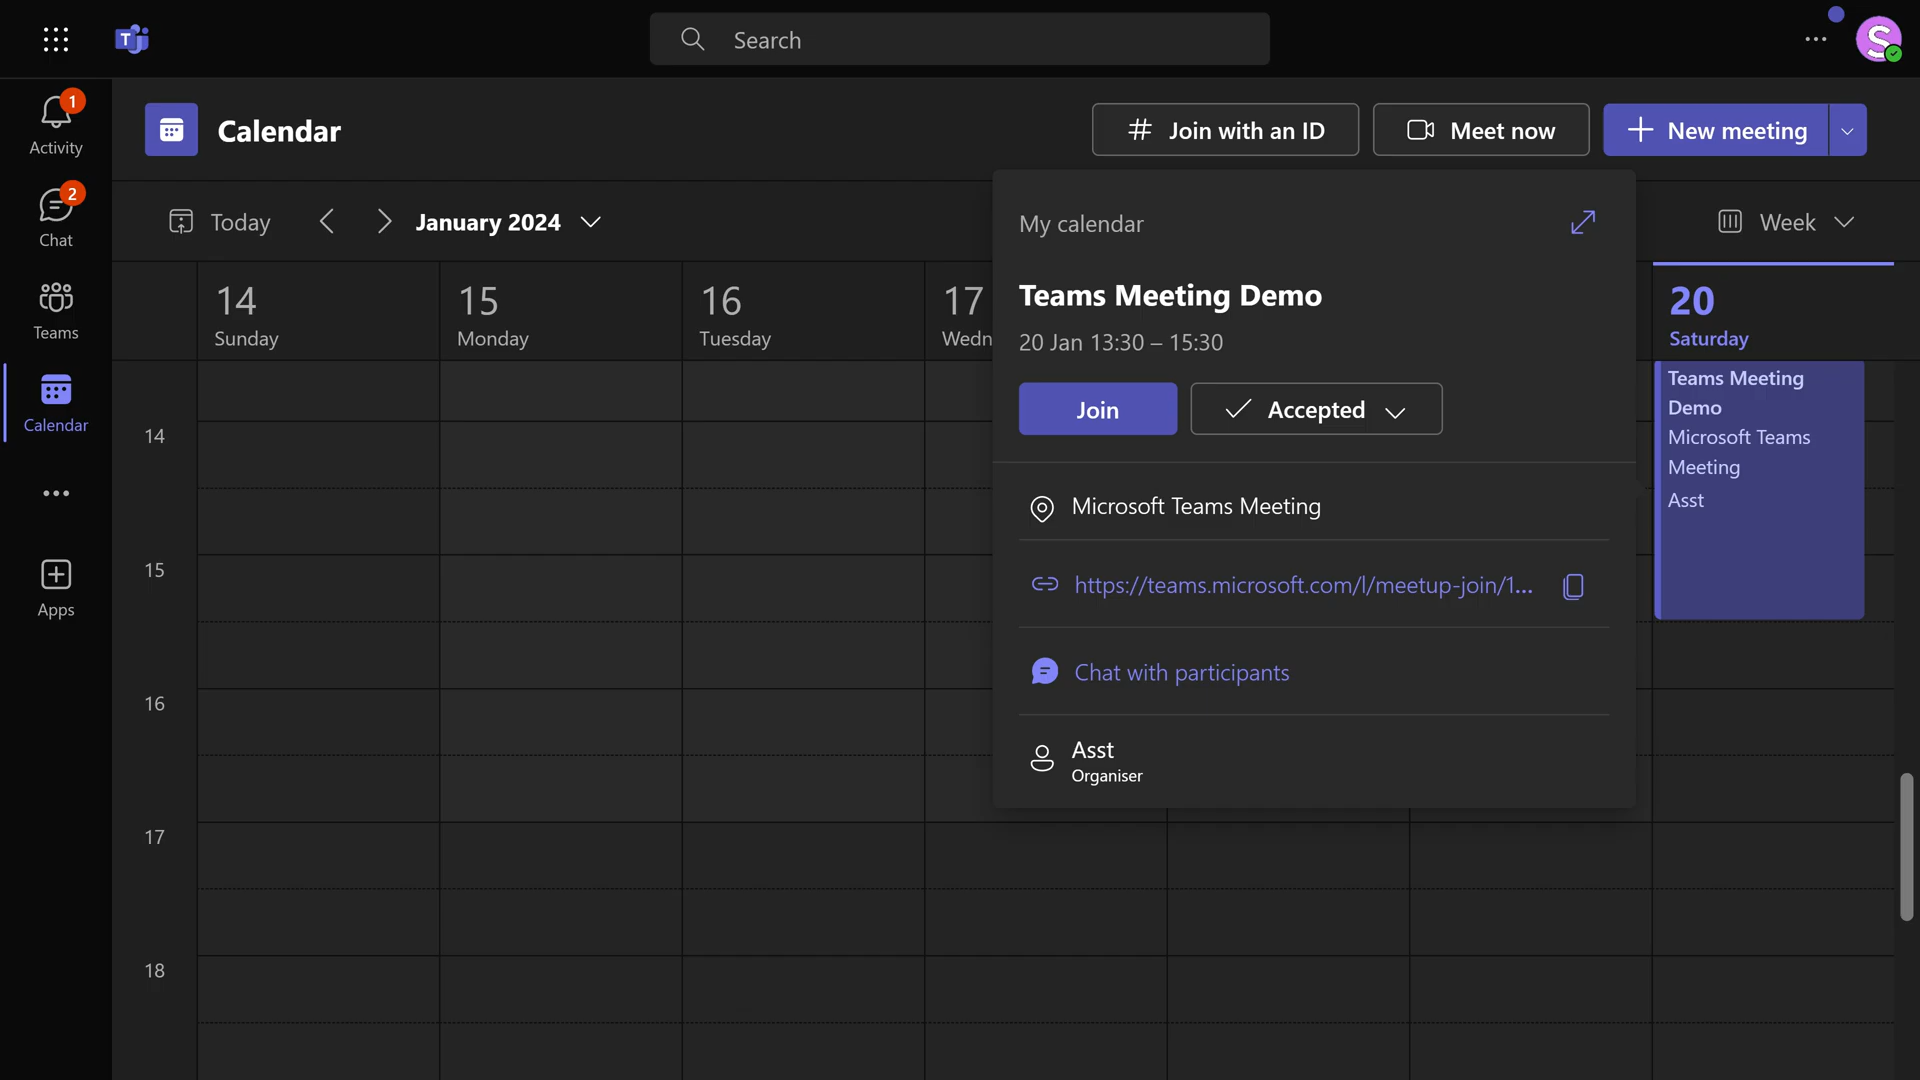 T
Search
S
1
Activity
2
Chat
Teams
Calendar
Apps
Calendar
Join with an ID
Meet now
New meeting
Today
January 2024
Week
14
Sunday
15
Monday
16
Tuesday
17
Wedn
20
Saturday
14
15
16
17
18
My calendar
Teams Meeting Demo
20 Jan 13:30 – 15:30
Join
Accepted
Microsoft Teams Meeting
https://teams.microsoft.com/l/meetup-join/1...
Chat with participants
Asst
Organiser
Teams Meeting
Demo
Microsoft Teams
Meeting
Asst